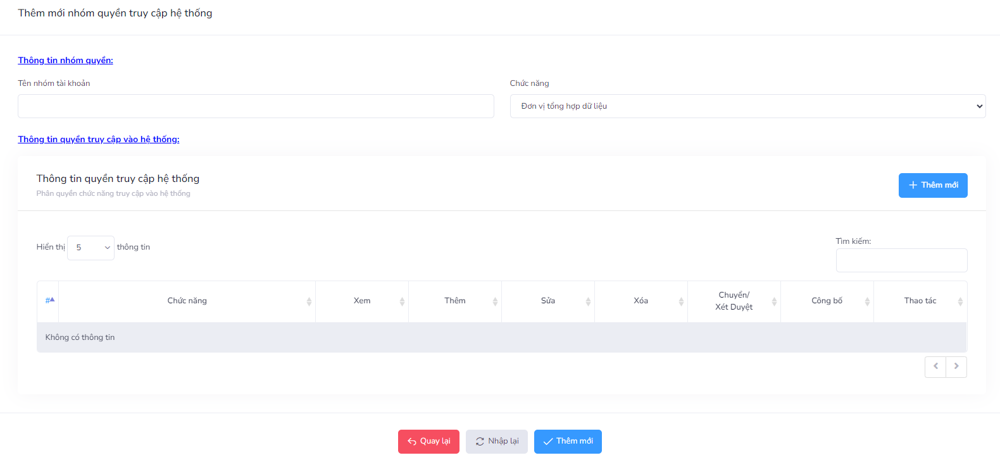 Thêm mới nhóm quyền truy cập hệ thống
Thông tin nhóm quyền:
Tên nhóm tài khoản
Chức năng
Đơn vị tổng hợp dữ liệu
Thông tin quyền truy cập vào hệ thống:
Thông tin quyền truy cập hệ thống
Phân quyền chức năng truy cập vào hệ thống
Thêm mới
Hiển thị 5 thông tin
Tìm kiếm:
# Chức năng Xem Thêm Sửa Xóa Chuyển/ Xét Duyệt Công bố Thao tác
Không có thông tin
Quay lại Nhập lại Thêm mới